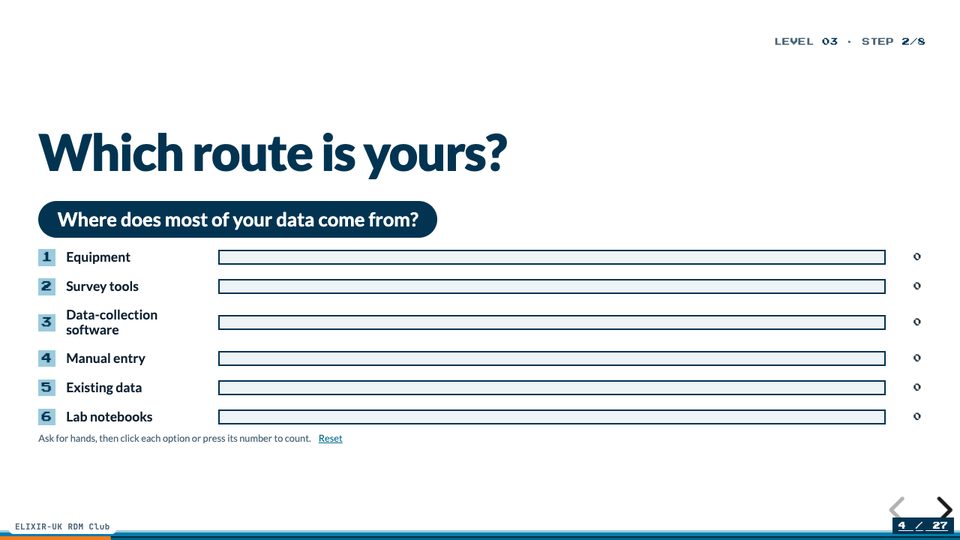 LEVEL 03 · STEP 2/8
Which route is yours?
Where does most of your data come from?
1 Equipment 0
2 Survey tools 0
3 Data-collection software 0
4 Manual entry 0
5 Existing data 0
6 Lab notebooks 0
Ask for hands, then click each option or press its number to count. Reset
ELIXIR-UK RDM Club
4 / 27